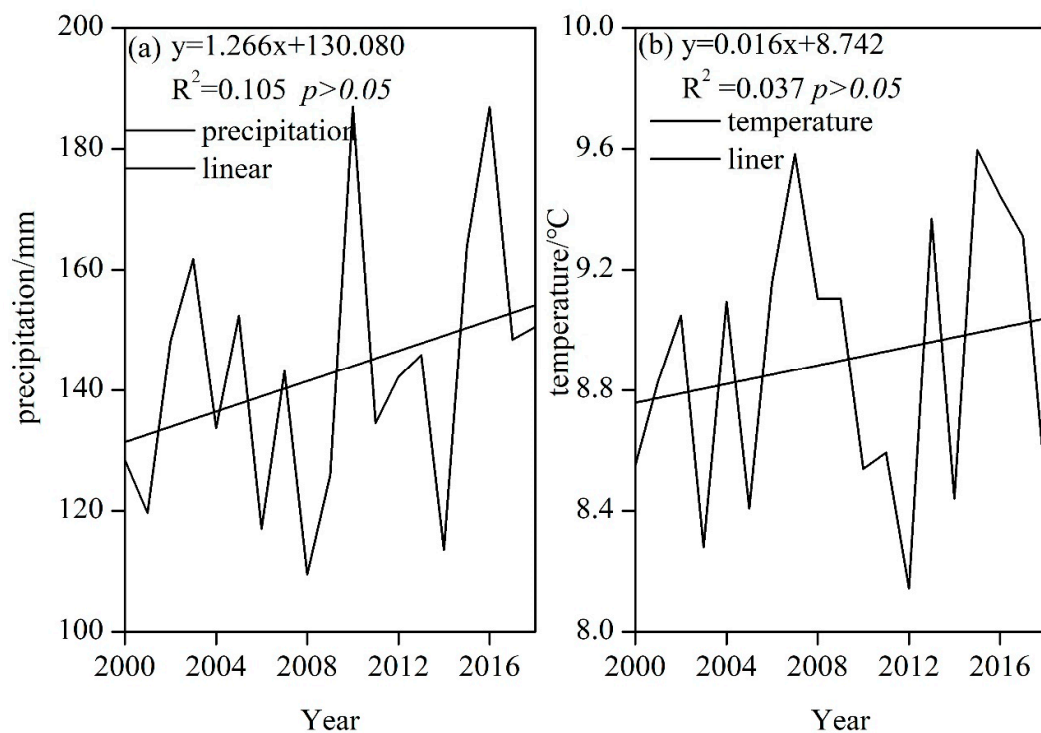 (a) y=1.266x+130.080
R²=0.105 p>0.05
precipitation
linear
precipitation/mm
200
180
160
140
120
100
2000 2004 2008 2012 2016
Year
(b) y=0.016x+8.742
R² =0.037 p>0.05
temperature
liner
temperature/°C
10.0
9.6
9.2
8.8
8.4
8.0
2000 2004 2008 2012 2016
Year